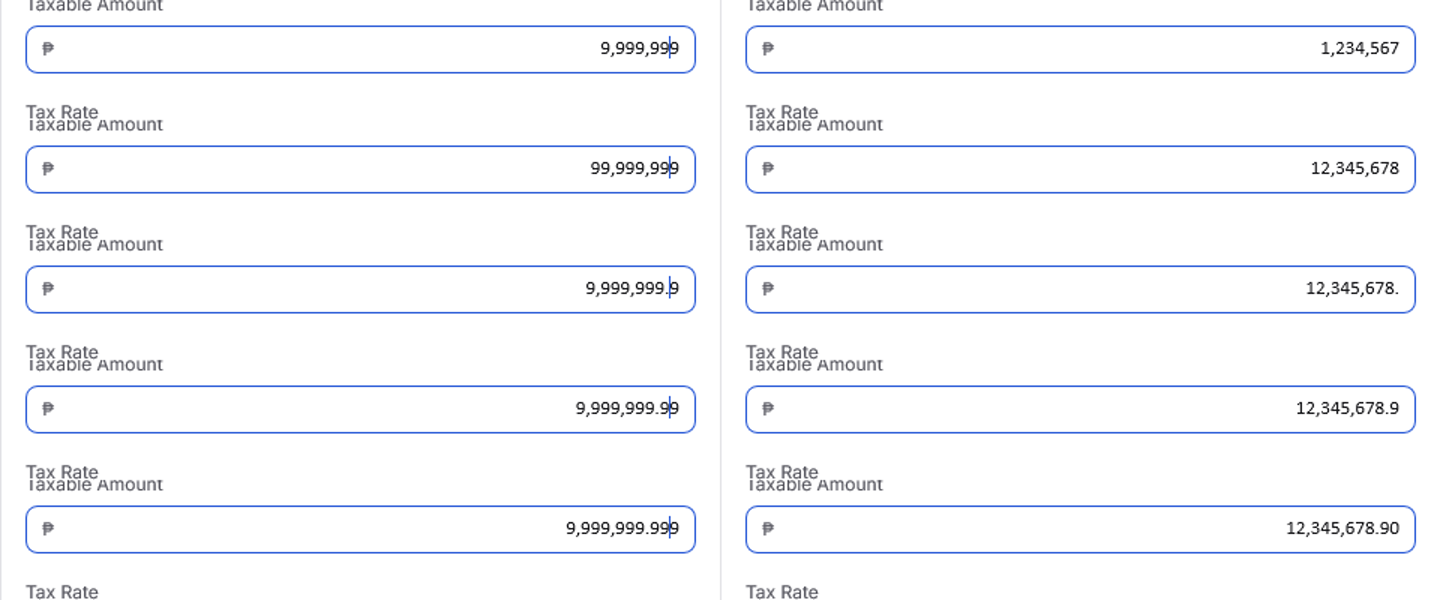 Taxable Amount
₱ 9,999,999
Tax Rate
Taxable Amount
₱ 99,999,999
Tax Rate
Taxable Amount
₱ 9,999,999.9
Tax Rate
Taxable Amount
₱ 9,999,999.99
Tax Rate
Taxable Amount
₱ 9,999,999.999
Tax Rate
Taxable Amount
₱ 1,234,567
Tax Rate
Taxable Amount
₱ 12,345,678
Tax Rate
Taxable Amount
₱ 12,345,678.
Tax Rate
Taxable Amount
₱ 12,345,678.9
Tax Rate
Taxable Amount
₱ 12,345,678.90
Tax Rate